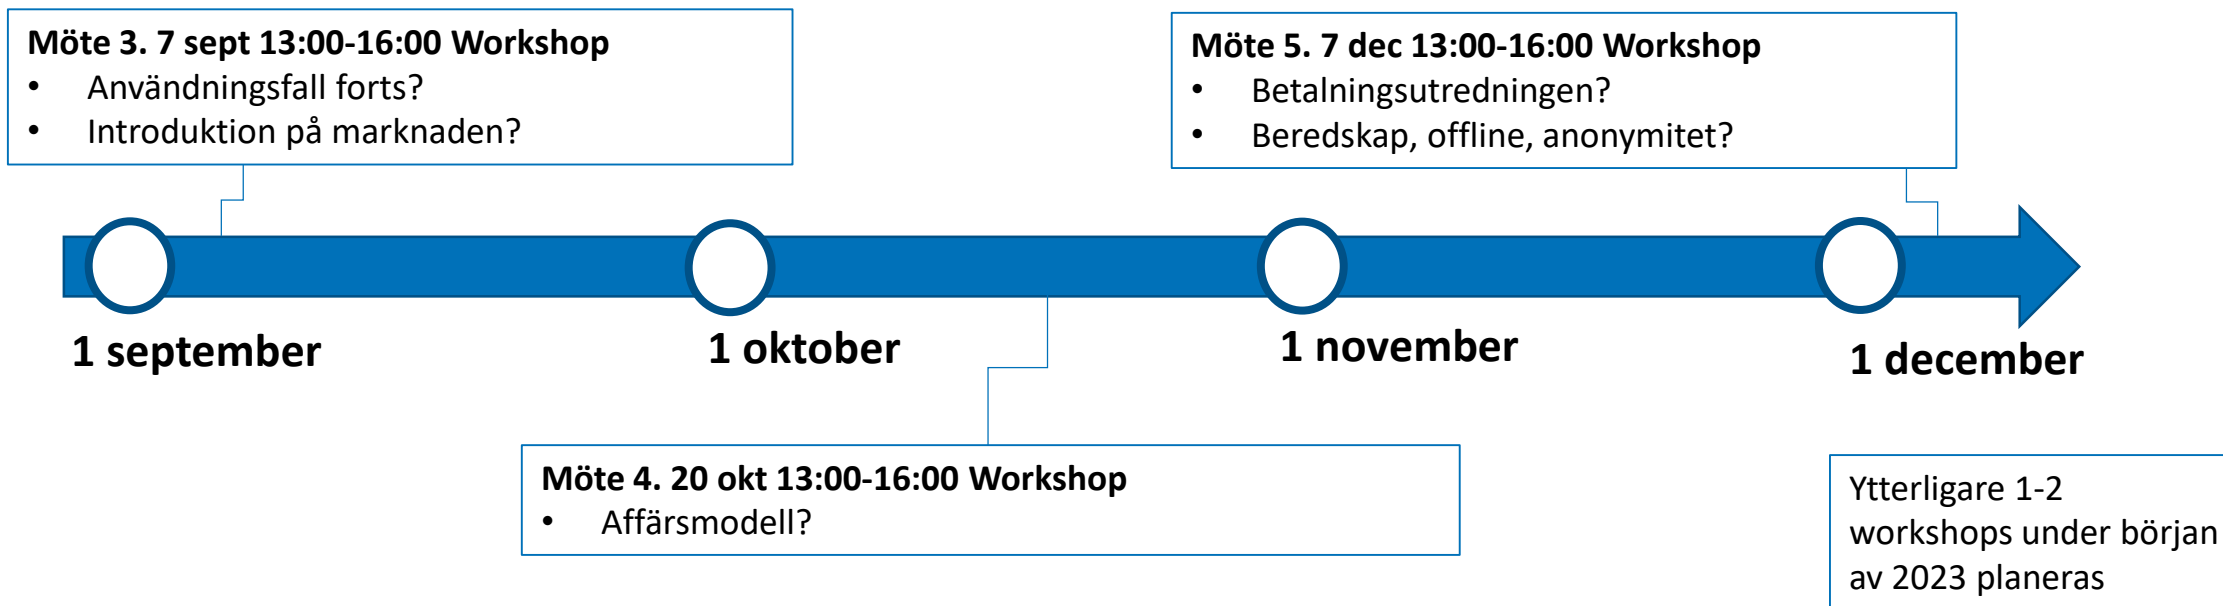 Möte 3. 7 sept 13:00-16:00 Workshop
• Användningsfall forts?
• Introduktion på marknaden?
Möte 5. 7 dec 13:00-16:00 Workshop
• Betalningsutredningen?
• Beredskap, offline, anonymitet?
1 september
1 oktober
1 november
1 december
Möte 4. 20 okt 13:00-16:00 Workshop
• Affärsmodell?
Ytterligare 1-2
workshops under början
av 2023 planeras